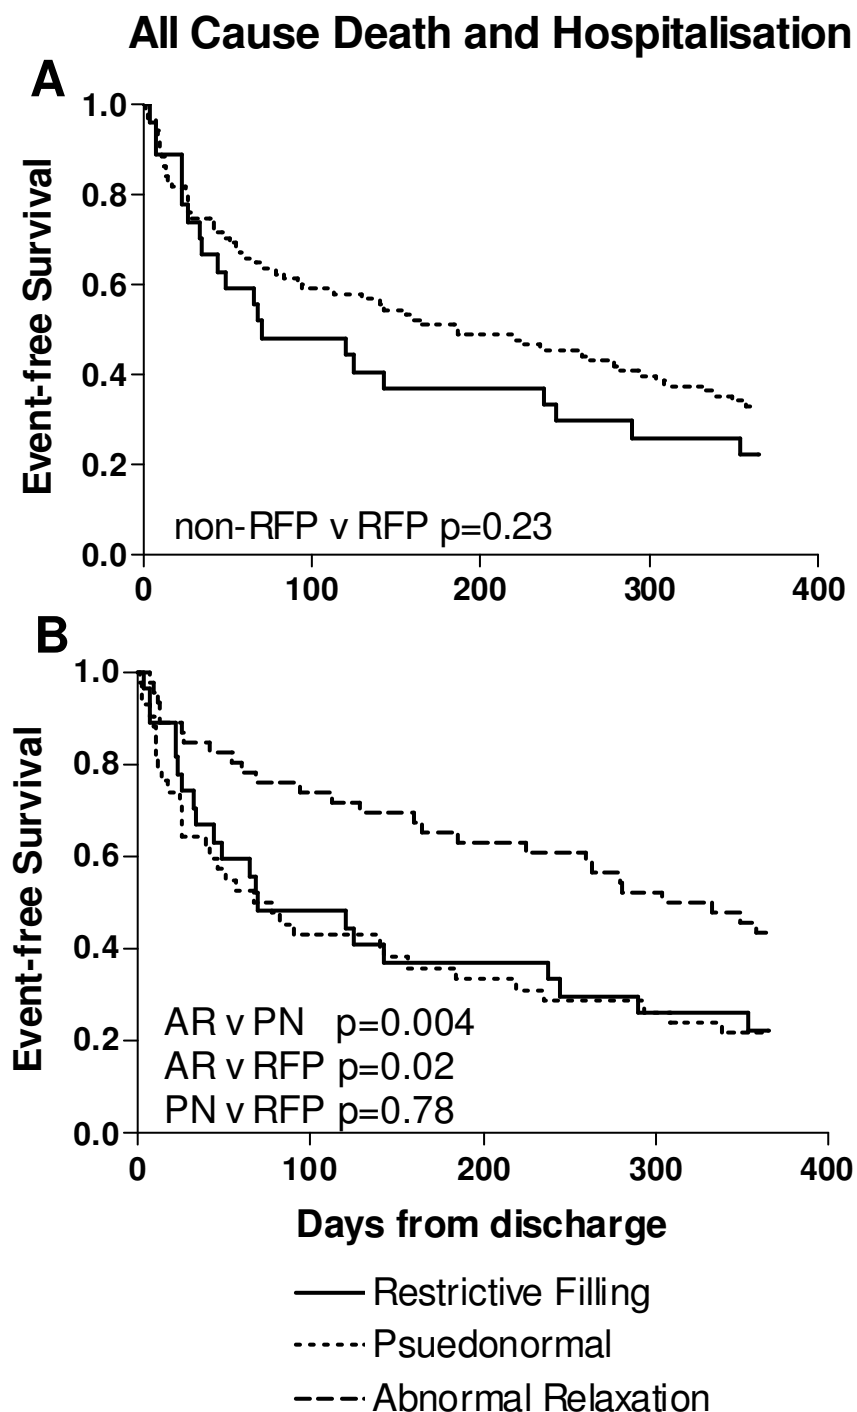 All Cause Death and Hospitalisation
A
Event-free Survival
1.0
0.8
0.6
0.4
0.2
0.0
non-RFP v RFP p=0.23
0 100 200 300 400
B
Event-free Survival
1.0
0.8
0.6
0.4
0.2
0.0
AR v PN p=0.004
AR v RFP p=0.02
PN v RFP p=0.78
0 100 200 300 400
Days from discharge
Restrictive Filling
Psuedonormal
Abnormal Relaxation